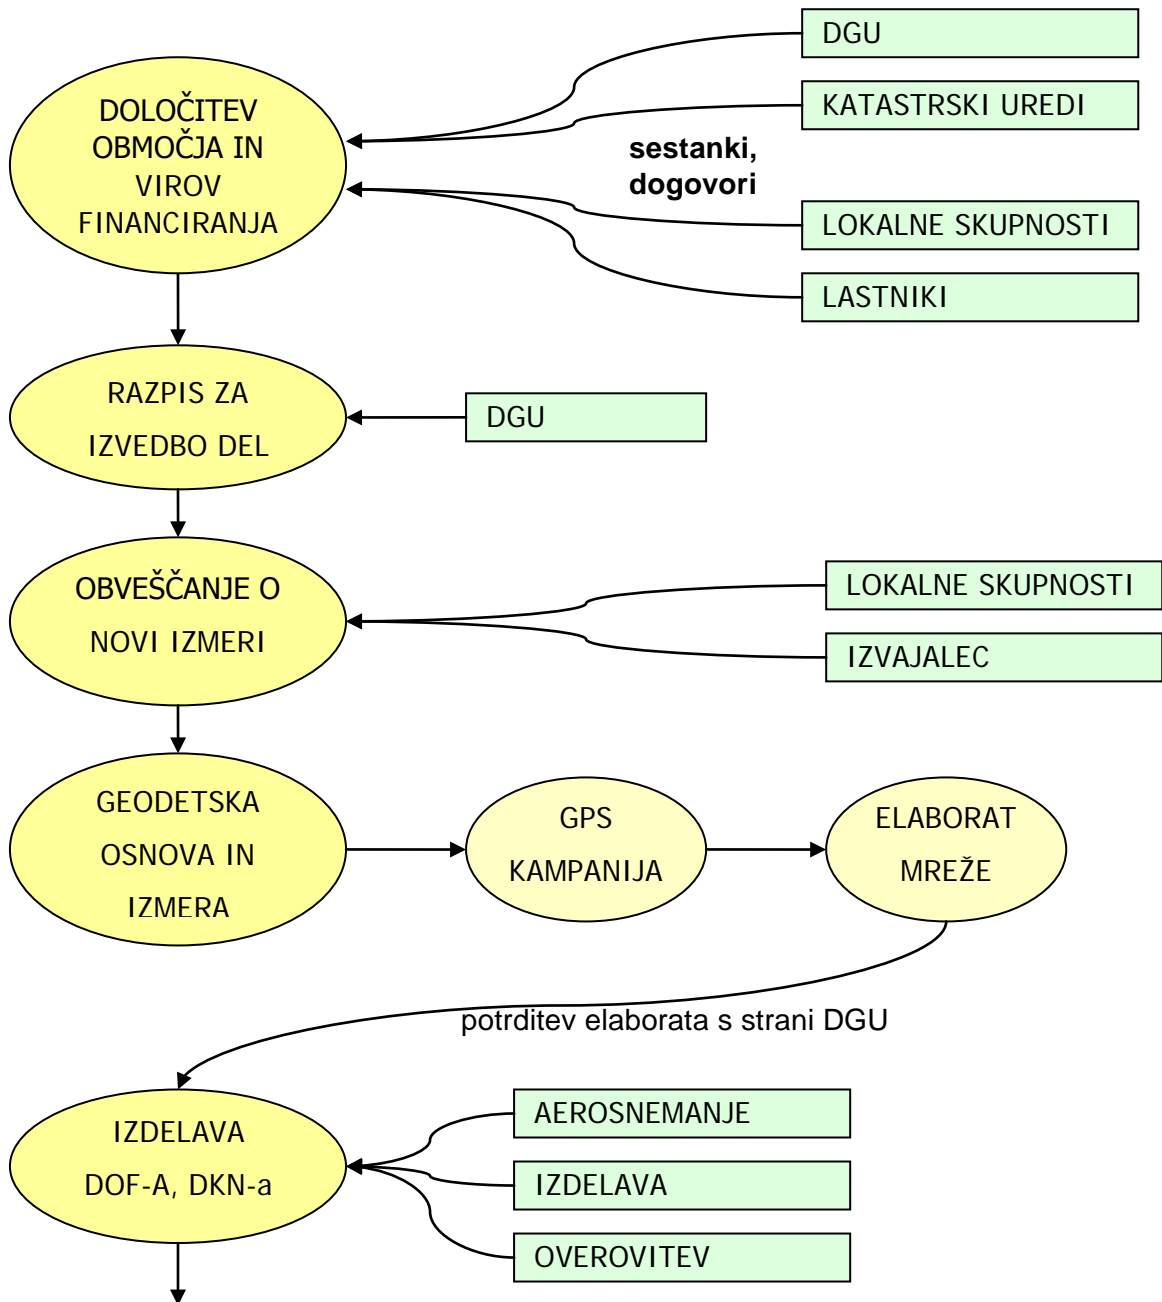 DGU
DOLOČITEV
OBMOČJA IN
VIROV
FINANCIRANJA
KATASTRSKI UREDI
sestanki,
dogovori
LOKALNE SKUPNOSTI
LASTNIKI
RAZPIS ZA
IZVEDBO DEL
DGU
OBVEŠČANJE O
NOVI IZMERI
LOKALNE SKUPNOSTI
IZVAJALEC
GEODETSKA
OSNOVA IN
IZMERA
GPS
KAMPANIJA
ELABORAT
MREŽE
potrditev elaborata s strani DGU
IZDELAVA
DOF-A, DKN-a
AEROSNEMANJE
IZDELAVA
OVEROVITEV